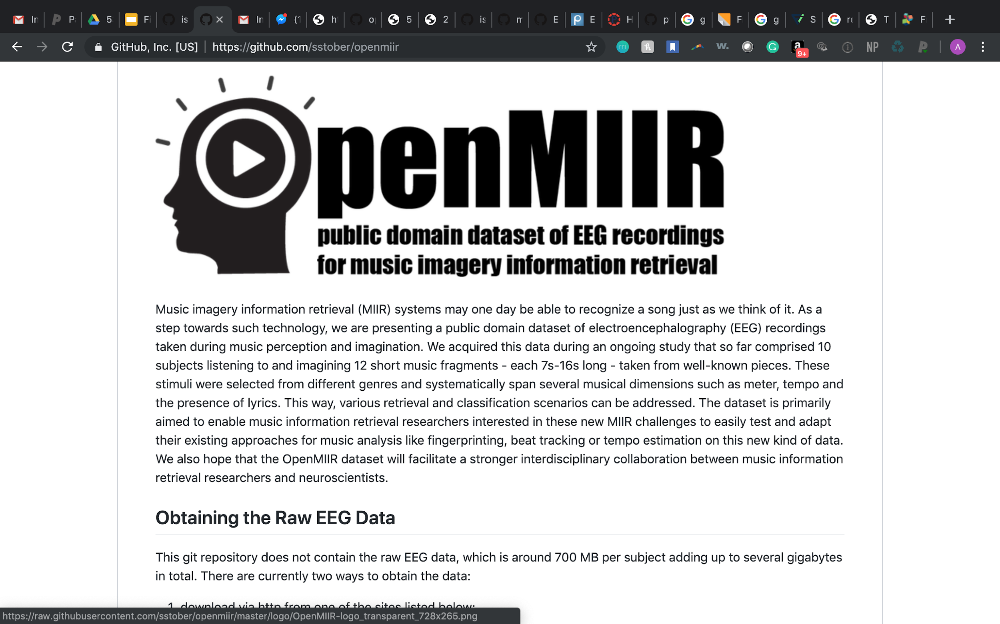 In
P
5
Fi
is
In
(1
h
o
5
2
is
m
E
E
H
p
g
F
g
S
re
T
F
GitHub, Inc. [US]
https://github.com/sstober/openmiir
9+
NP
A
penMIIR
public domain dataset of EEG recordings
for music imagery information retrieval
Music imagery information retrieval (MIIR) systems may one day be able to recognize a song just as we think of it. As a
step towards such technology, we are presenting a public domain dataset of electroencephalography (EEG) recordings
taken during music perception and imagination. We acquired this data during an ongoing study that so far comprised 10
subjects listening to and imagining 12 short music fragments - each 7s-16s long - taken from well-known pieces. These
stimuli were selected from different genres and systematically span several musical dimensions such as meter, tempo and
the presence of lyrics. This way, various retrieval and classification scenarios can be addressed. The dataset is primarily
aimed to enable music information retrieval researchers interested in these new MIIR challenges to easily test and adapt
their existing approaches for music analysis like fingerprinting, beat tracking or tempo estimation on this new kind of data.
We also hope that the OpenMIIR dataset will facilitate a stronger interdisciplinary collaboration between music information
retrieval researchers and neuroscientists.
Obtaining the Raw EEG Data
This git repository does not contain the raw EEG data, which is around 700 MB per subject adding up to several gigabytes
in total. There are currently two ways to obtain the data:
1. download via http from one of the sites listed below:
https://raw.githubusercontent.com/sstober/openmiir/master/logo/OpenMIIR-logo_transparent_728x265.png